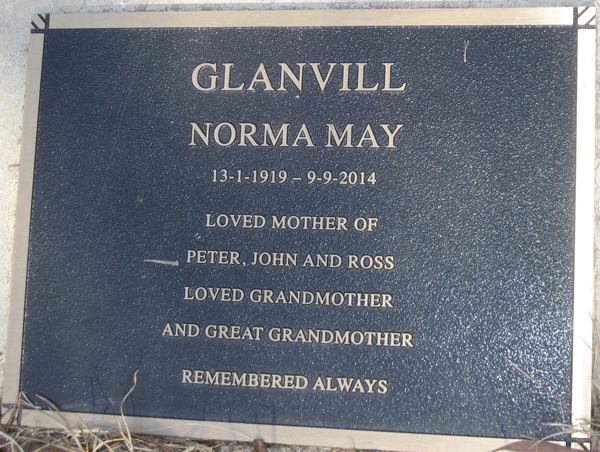 GLANVILL
NORMA MAY
13-1-1919 – 9-9-2014
LOVED MOTHER OF
PETER, JOHN AND ROSS
LOVED GRANDMOTHER
AND GREAT GRANDMOTHER
REMEMBERED ALWAYS